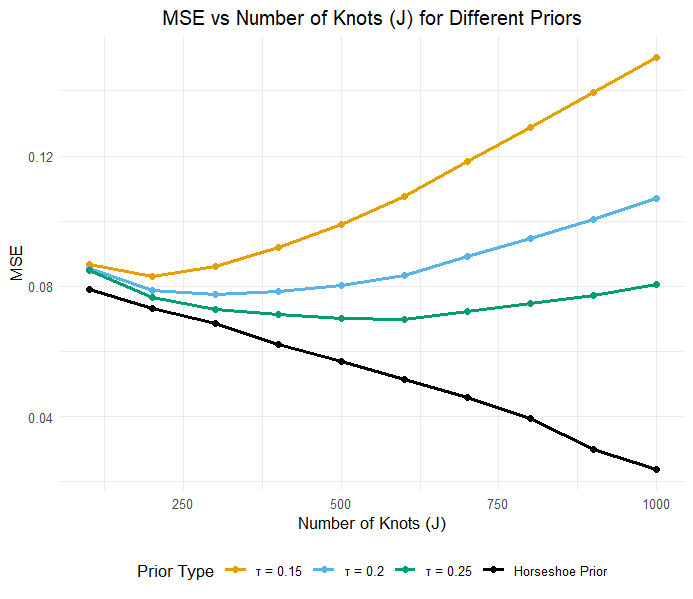 MSE vs Number of Knots (J) for Different Priors
MSE
0.12
0.08
0.04
250 500 750 1000
Number of Knots (J)
Prior Type τ = 0.15 τ = 0.2 τ = 0.25 Horseshoe Prior